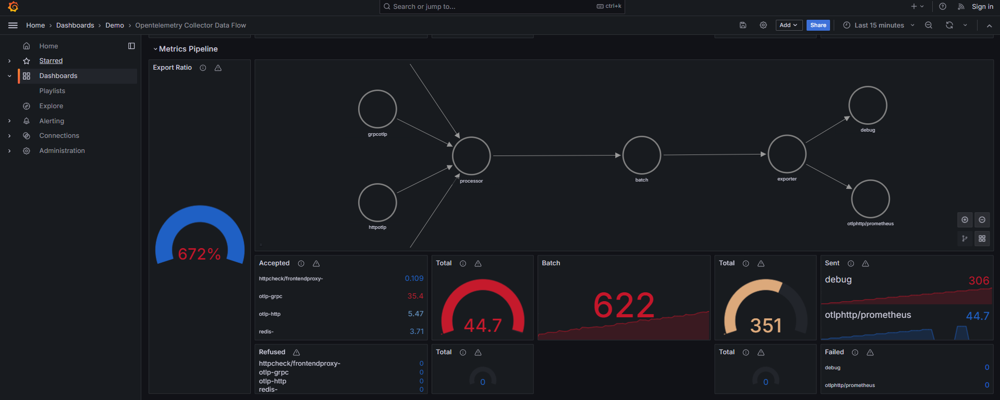 Search or jump to...
ctrl+k
Sign in
Home › Dashboards › Demo › Opentelemetry Collector Data Flow
Add
Share
Last 15 minutes
Home
Starred
Dashboards
Playlists
Explore
Alerting
Connections
Administration
Metrics Pipeline
Export Ratio
672%
grpcotlp
httpotlp
processor
batch
exporter
debug
otlphttp/prometheus
Accepted
httpcheck/frontendproxy- 0.109
otlp-grpc 35.4
otlp-http 5.47
redis- 3.71
Total
44.7
Batch
622
Total
351
Sent
debug 306
otlphttp/prometheus 44.7
Refused
httpcheck/frontendproxy- 0
otlp-grpc 0
otlp-http 0
redis- 0
Total
0
Total
0
Failed
debug 0
otlphttp/prometheus 0